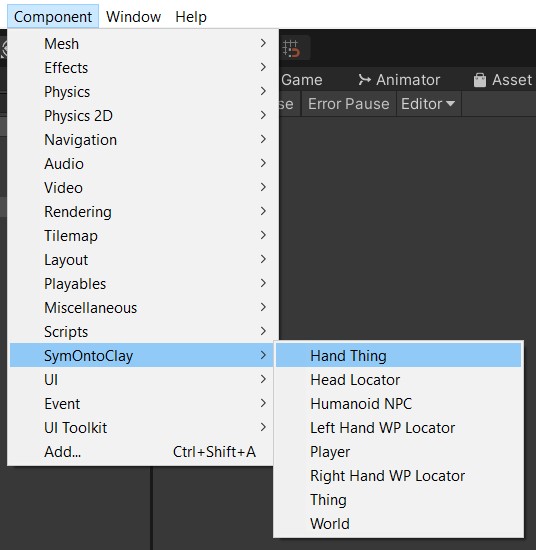 Component Window Help
Mesh
Effects
Game Animator Asset
Physics
se Error Pause Editor
Physics 2D
Navigation
Audio
Video
Rendering
Tilemap
Layout
Playables
Miscellaneous
Scripts
SymOntoClay
UI
Event
UI Toolkit
Add... Ctrl+Shift+A
Hand Thing
Head Locator
Humanoid NPC
Left Hand WP Locator
Player
Right Hand WP Locator
Thing
World